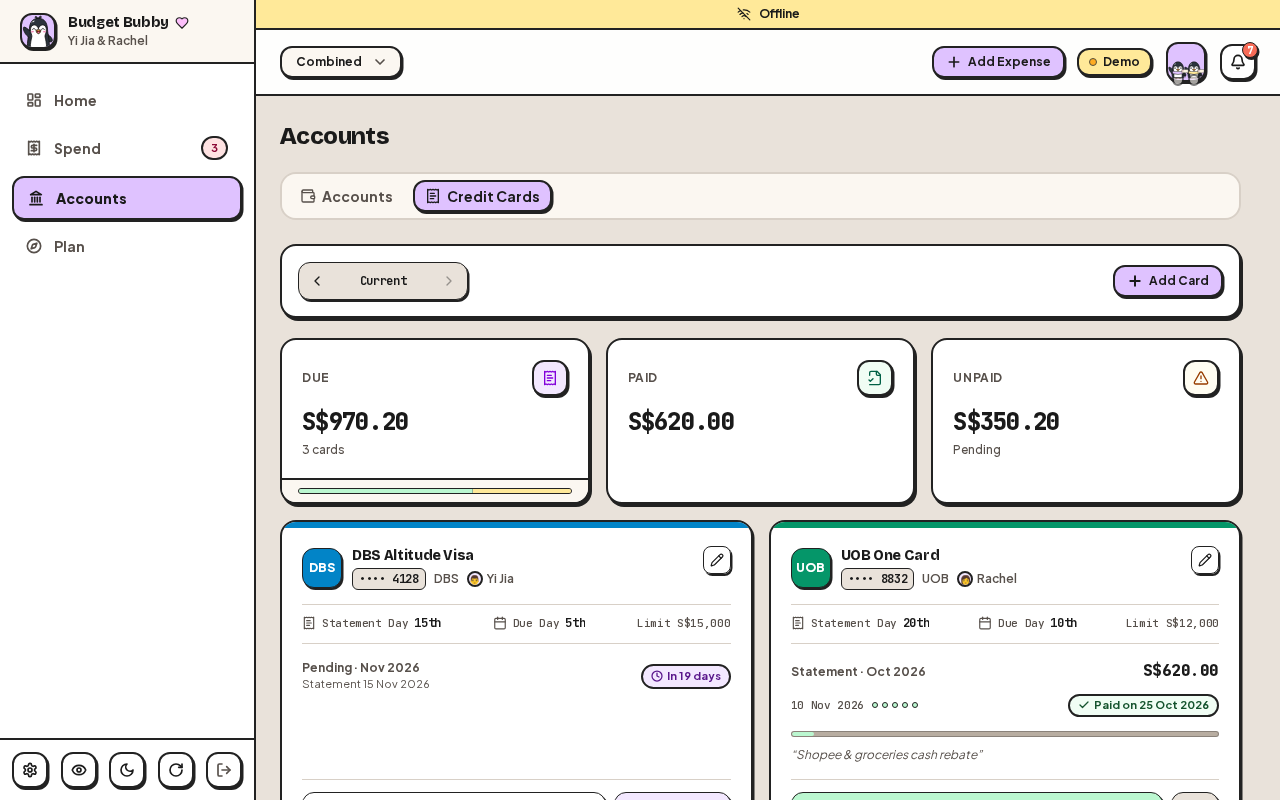 Budget Bubby
Yi Jia & Rachel
Offline
Combined
Add Expense
Demo
7
Home
Spend
3
Accounts
Plan
Accounts
Accounts
Credit Cards
Current
Add Card
DUE
S$970.20
3 cards
PAID
S$620.00
UNPAID
S$350.20
Pending
DBS
DBS Altitude Visa
•••• 4128
DBS
Yi Jia
Statement Day 15th
Due Day 5th
Limit S$15,000
Pending · Nov 2026
Statement 15 Nov 2026
In 19 days
UOB
UOB One Card
•••• 8832
UOB
Rachel
Statement Day 20th
Due Day 10th
Limit S$12,000
Statement · Oct 2026
S$620.00
10 Nov 2026
Paid on 25 Oct 2026
“Shopee & groceries cash rebate”